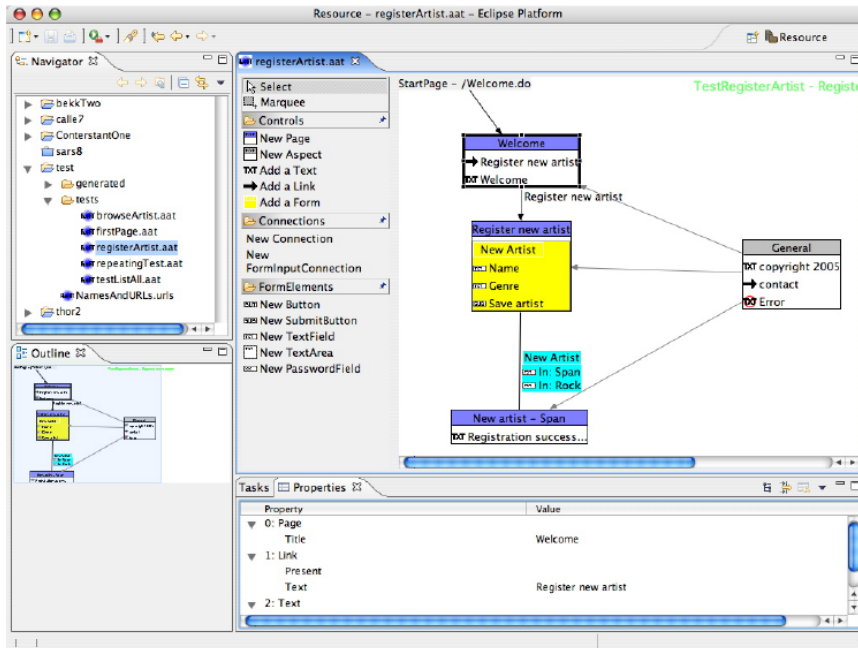 Resource - registerArtist.aat - Eclipse Platform
Resource
Navigator
bekkTwo
calle7
ConterstantOne
sars8
test
generated
tests
browseArtist.aat
firstPage.aat
registerArtist.aat
repeatingTest.aat
testListAll.aat
NamesAndURLs.urls
thor2
Outline
registerArtist.aat
Select
Marquee
Controls
New Page
New Aspect
TXT Add a Text
Add a Link
Add a Form
Connections
New Connection
New
FormInputConnection
FormElements
New Button
New SubmitButton
New TextField
New TextArea
New PasswordField
StartPage - /Welcome.do
TestRegisterArtist - Registe
Welcome
Register new artist
TXT Welcome
Register new artist
Register new artist
New Artist
Name
Genre
Save artist
General
TXT copyright 2005
contact
TXT Error
New Artist
In: Span
In: Rock
New artist - Span
TXT Registration success...
Tasks Properties
Property Value
0: Page
Title Welcome
1: Link
Present
Text Register new artist
2: Text